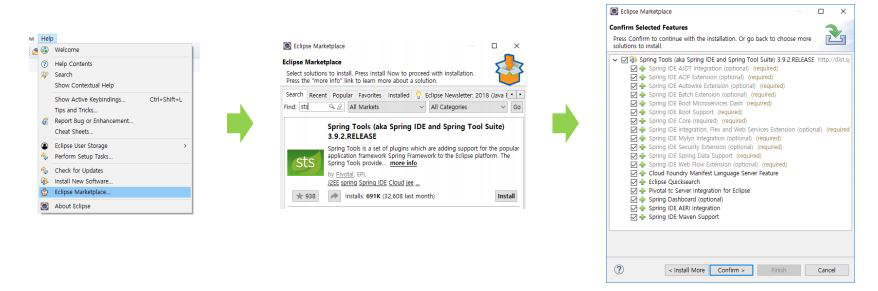 Help
Welcome
Help Contents
Search
Show Contextual Help
Show Active Keybindings... Ctrl+Shift+L
Tips and Tricks...
Report Bug or Enhancement...
Cheat Sheets...
Eclipse User Storage >
Perform Setup Tasks...
Check for Updates
Install New Software...
Eclipse Marketplace...
About Eclipse
Eclipse Marketplace
Eclipse Marketplace
Select solutions to install. Press Install Now to proceed with installation.
Press the "more info" link to learn more about a solution.
Search Recent Popular Favorites Installed Eclipse Newsletter: 2018 (Java
Find: sts All Markets All Categories Go
Spring Tools (aka Spring IDE and Spring Tool Suite)
3.9.2.RELEASE
Spring Tools is a set of plugins which are adding support for the popular
application framework Spring Framework to the Eclipse platform. The
Spring Tools provide... more info
sts
by Pivotal, EPL
J2EE spring Spring IDE Cloud jee ...
938 Installs: 691K (32,608 last month) Install
Eclipse Marketplace
Confirm Selected Features
Press Confirm to continue with the installation. Or go back to choose more
solutions to install.
Spring Tools (aka Spring IDE and Spring Tool Suite) 3.9.2.RELEASE http://dist.s
Spring IDE AJDT Integration (optional) (required)
Spring IDE AOP Extension (optional) (required)
Spring IDE Autowire Extension (optional) (required)
Spring IDE Batch Extension (optional) (required)
Spring IDE Boot Microservices Dash (required)
Spring IDE Boot Support (required)
Spring IDE Core (required) (required)
Spring IDE Integration, Flex and Web Services Extension (optional) (required
Spring IDE Mylyn Integration (optional) (required)
Spring IDE Security Extension (optional) (required)
Spring IDE Spring Data Support (required)
Spring IDE Web Flow Extension (optional) (required)
Cloud Foundry Manifest Language Server Feature
Eclipse Quicksearch
Pivotal tc Server Integration for Eclipse
Spring Dashboard (optional)
Spring IDE AERI Integration
Spring IDE Maven Support
< Install More Confirm > Finish Cancel